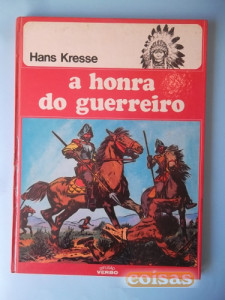 Hans Kresse
a honra
do guerreiro
VERBO
coisas